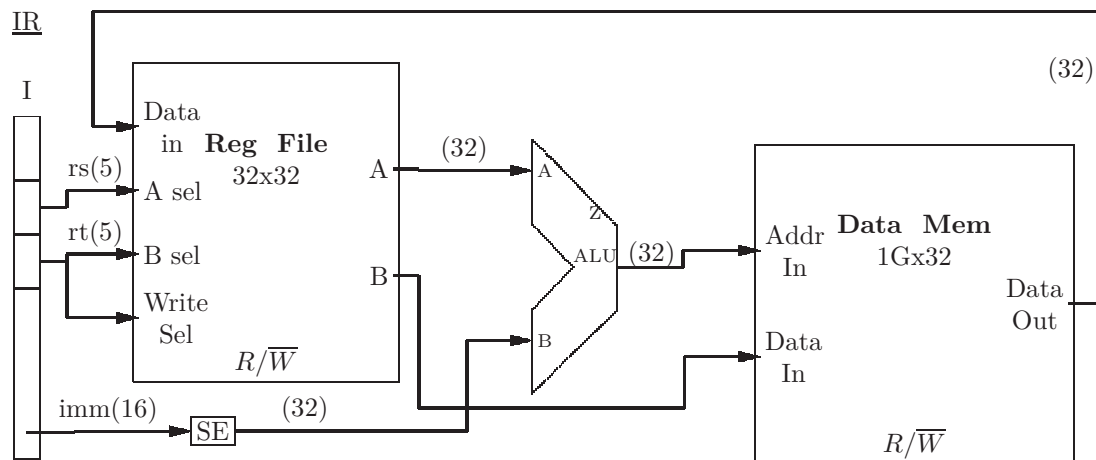 IR
(32)
I
Data
in Reg File
32x32
rs(5)
A sel
A
(32)
A
Z
rt(5)
B sel
ALU
(32)
Addr
In
Data Mem
1Gx32
B
Write
Sel
Data
Out
B
Data
In
R/W̅
imm(16)
SE
(32)
R/W̅